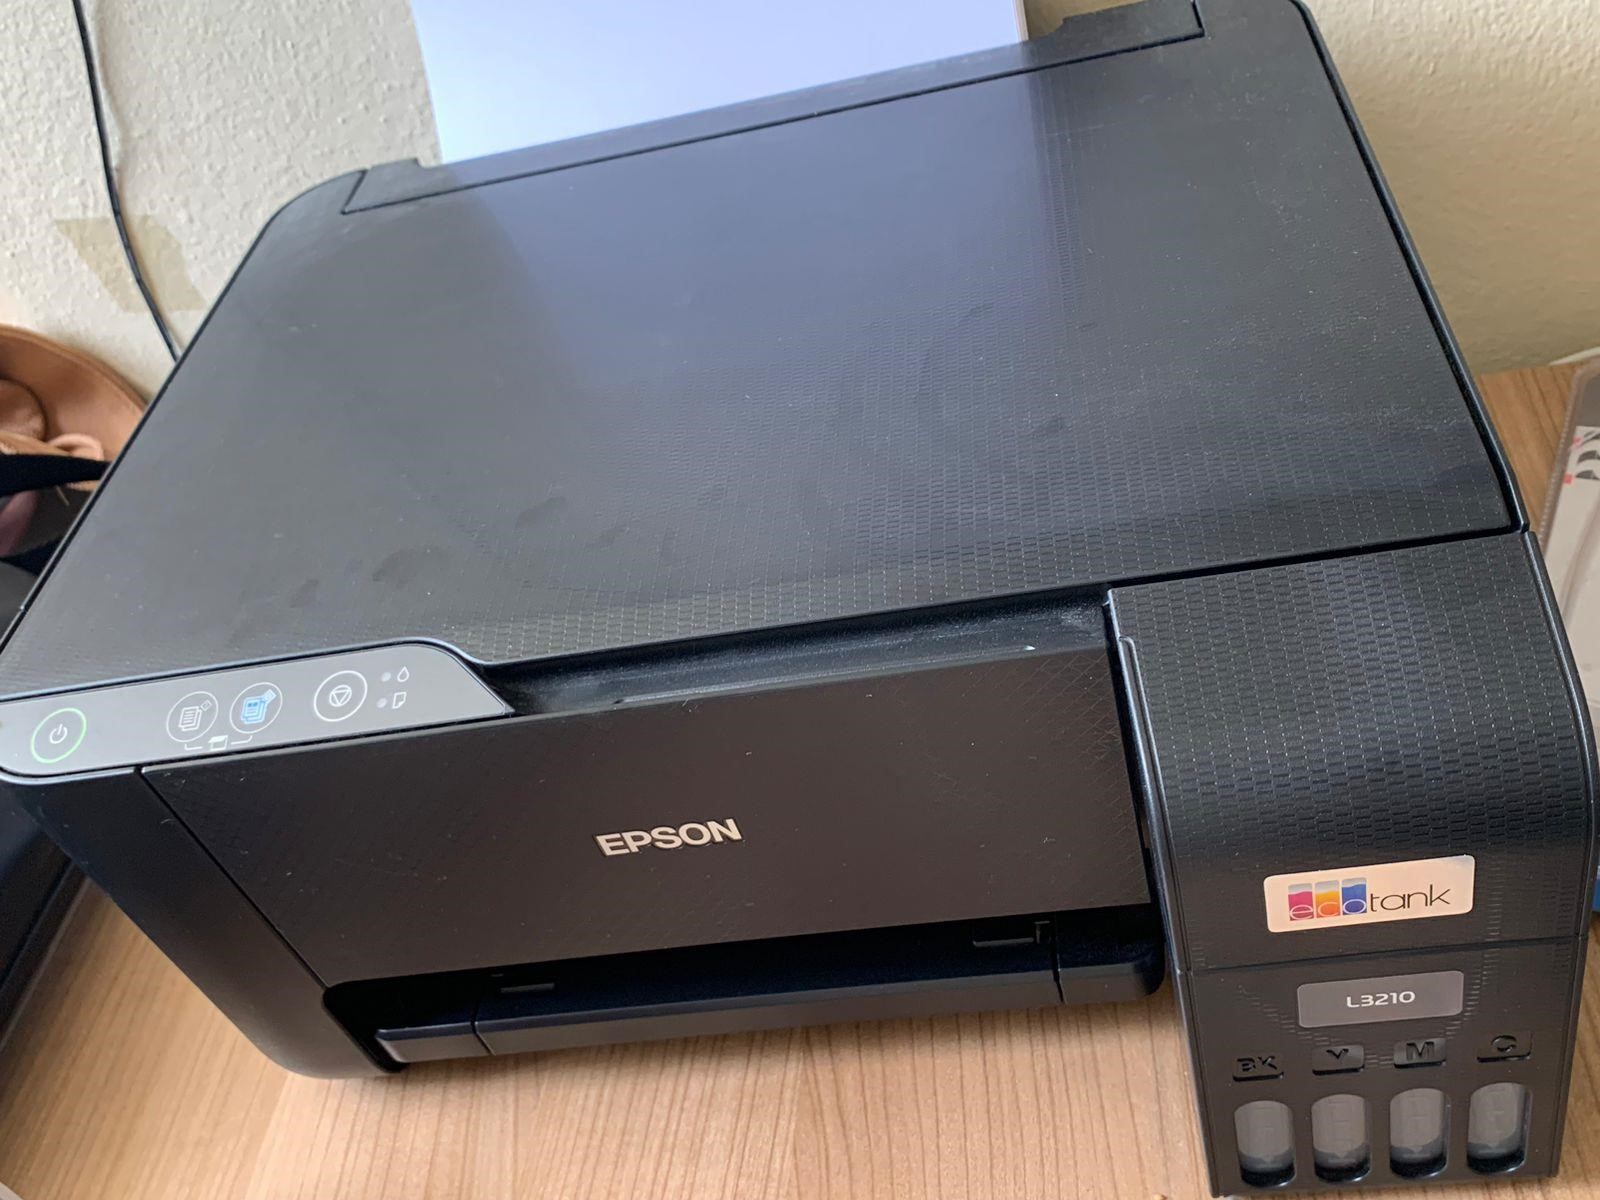 EPSON
ecotank
L3210
BK Y M C